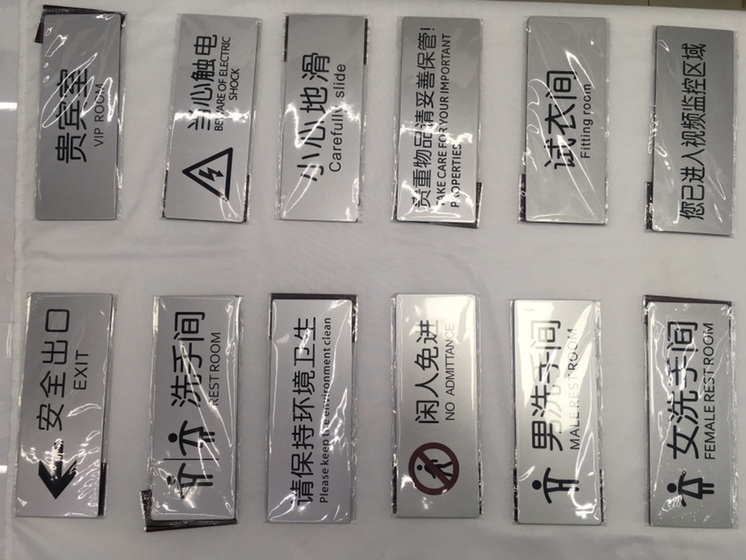 贵宾室
VIP ROOM
当心触电
BEWARE OF ELECTRIC
SHOCK
小心地滑
Carefully slide
贵重物品请妥善保管!
TAKE CARE FOR YOUR IMPORTANT
PROPERTIES
试衣间
Fitting room
您已进入视频监控区域
安全出口
EXIT
洗手间
REST ROOM
请保持环境卫生
Please keep the environment clean
闲人免进
NO ADMITTANCE
男洗手间
MALE REST ROOM
女洗手间
FEMALE REST ROOM